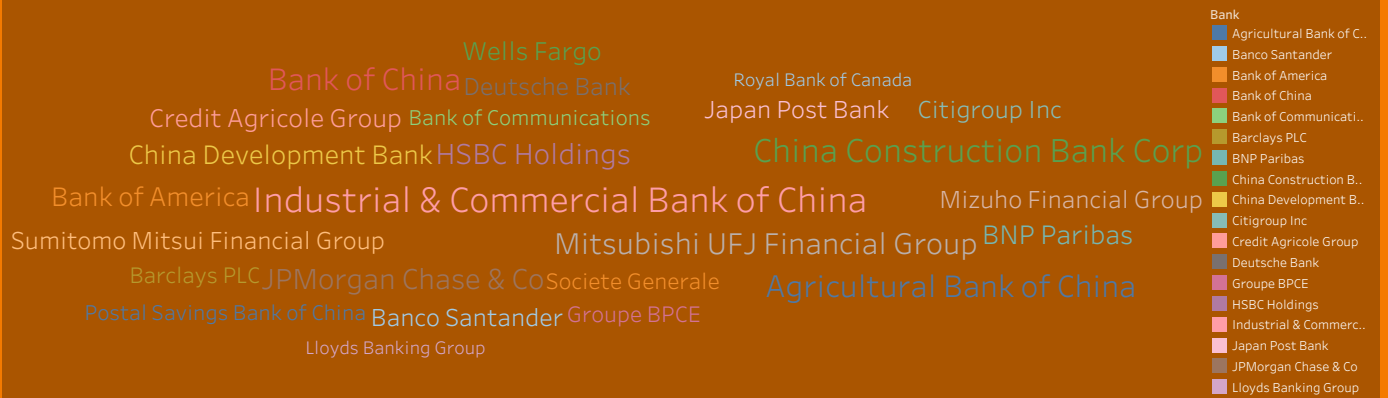 Wells Fargo
Bank of China Deutsche Bank
Royal Bank of Canada
Credit Agricole Group Bank of Communications
Japan Post Bank Citigroup Inc
China Development Bank HSBC Holdings
China Construction Bank Corp
Bank of America Industrial & Commercial Bank of China
Mizuho Financial Group
Sumitomo Mitsui Financial Group
Mitsubishi UFJ Financial Group BNP Paribas
Barclays PLC JPMorgan Chase & Co Societe Generale
Agricultural Bank of China
Postal Savings Bank of China Banco Santander Groupe BPCE
Lloyds Banking Group
Bank
Agricultural Bank of C..
Banco Santander
Bank of America
Bank of China
Bank of Communicati..
Barclays PLC
BNP Paribas
China Construction B..
China Development B..
Citigroup Inc
Credit Agricole Group
Deutsche Bank
Groupe BPCE
HSBC Holdings
Industrial & Commerc..
Japan Post Bank
JPMorgan Chase & Co
Lloyds Banking Group